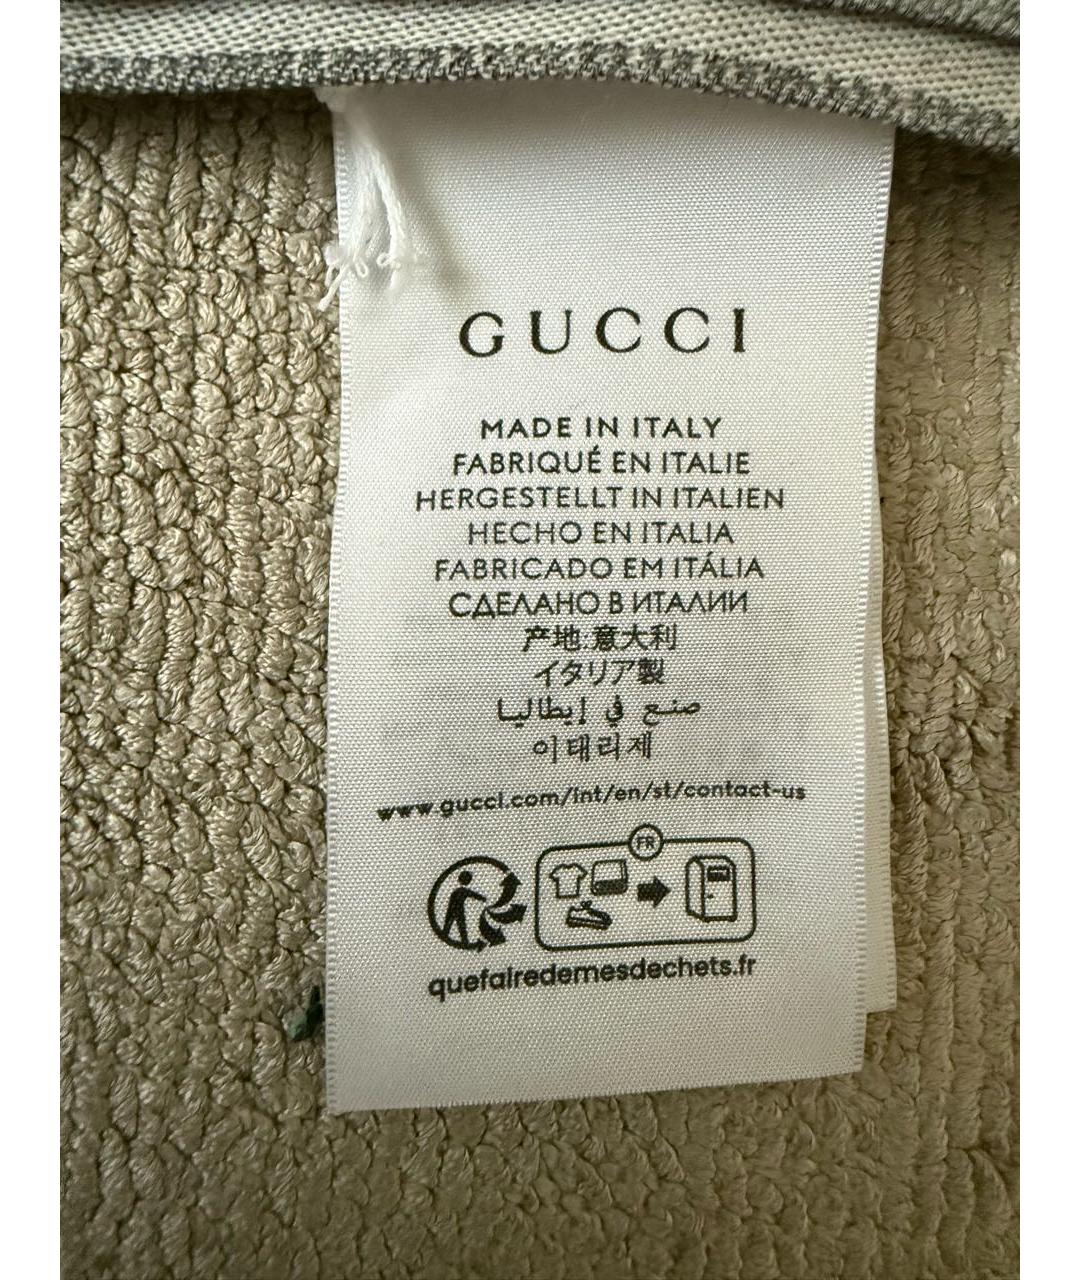 GUCCI
MADE IN ITALY
FABRIQUÉ EN ITALIE
HERGESTELLT IN ITALIEN
HECHO EN ITALIA
FABRICADO EM ITÁLIA
СДЕЛАНО В ИТАЛИИ
产地:意大利
イタリア製
صنع في إيطاليا
이태리제
www.gucci.com/int/en/st/contact-us
FR
quefairedemesdechets.fr